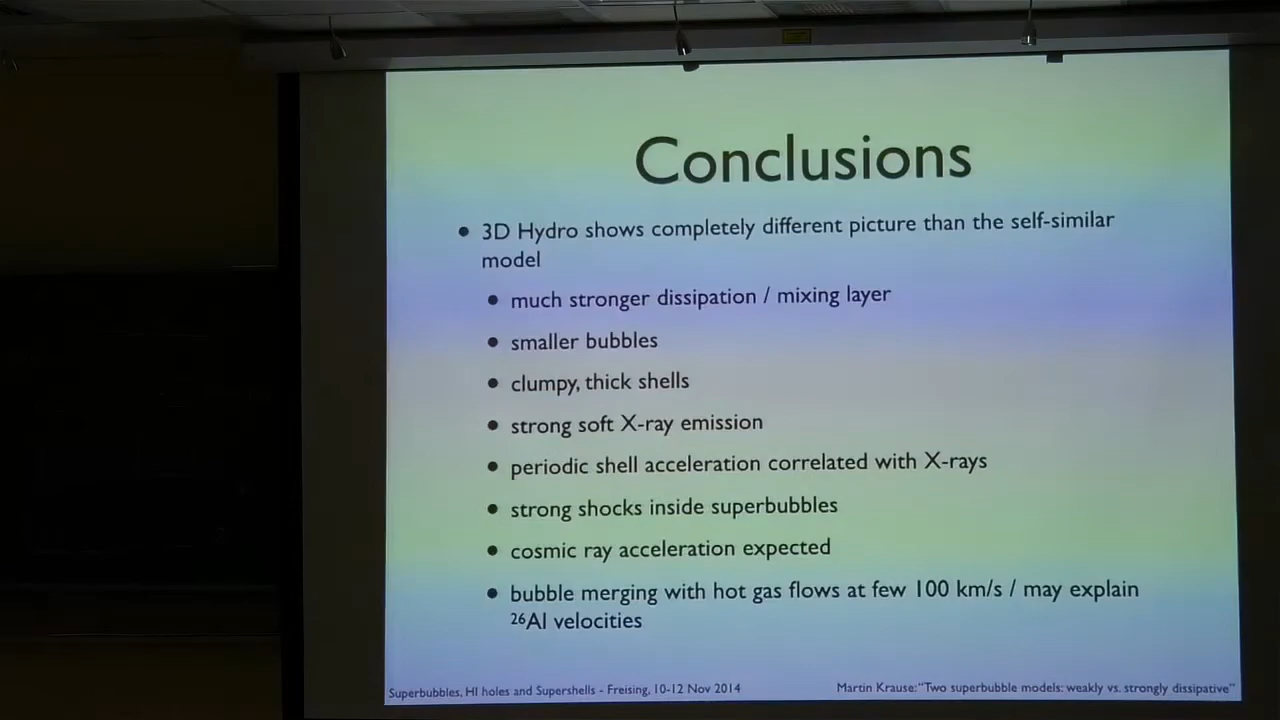 Conclusions
• 3D Hydro shows completely different picture than the self-similar
model
• much stronger dissipation / mixing layer
• smaller bubbles
• clumpy, thick shells
• strong soft X-ray emission
• periodic shell acceleration correlated with X-rays
• strong shocks inside superbubbles
• cosmic ray acceleration expected
• bubble merging with hot gas flows at few 100 km/s / may explain
²⁶Al velocities
Superbubbles, HI holes and Supershells - Freising, 10-12 Nov 2014
Martin Krause: "Two superbubble models: weakly vs. strongly dissipative"